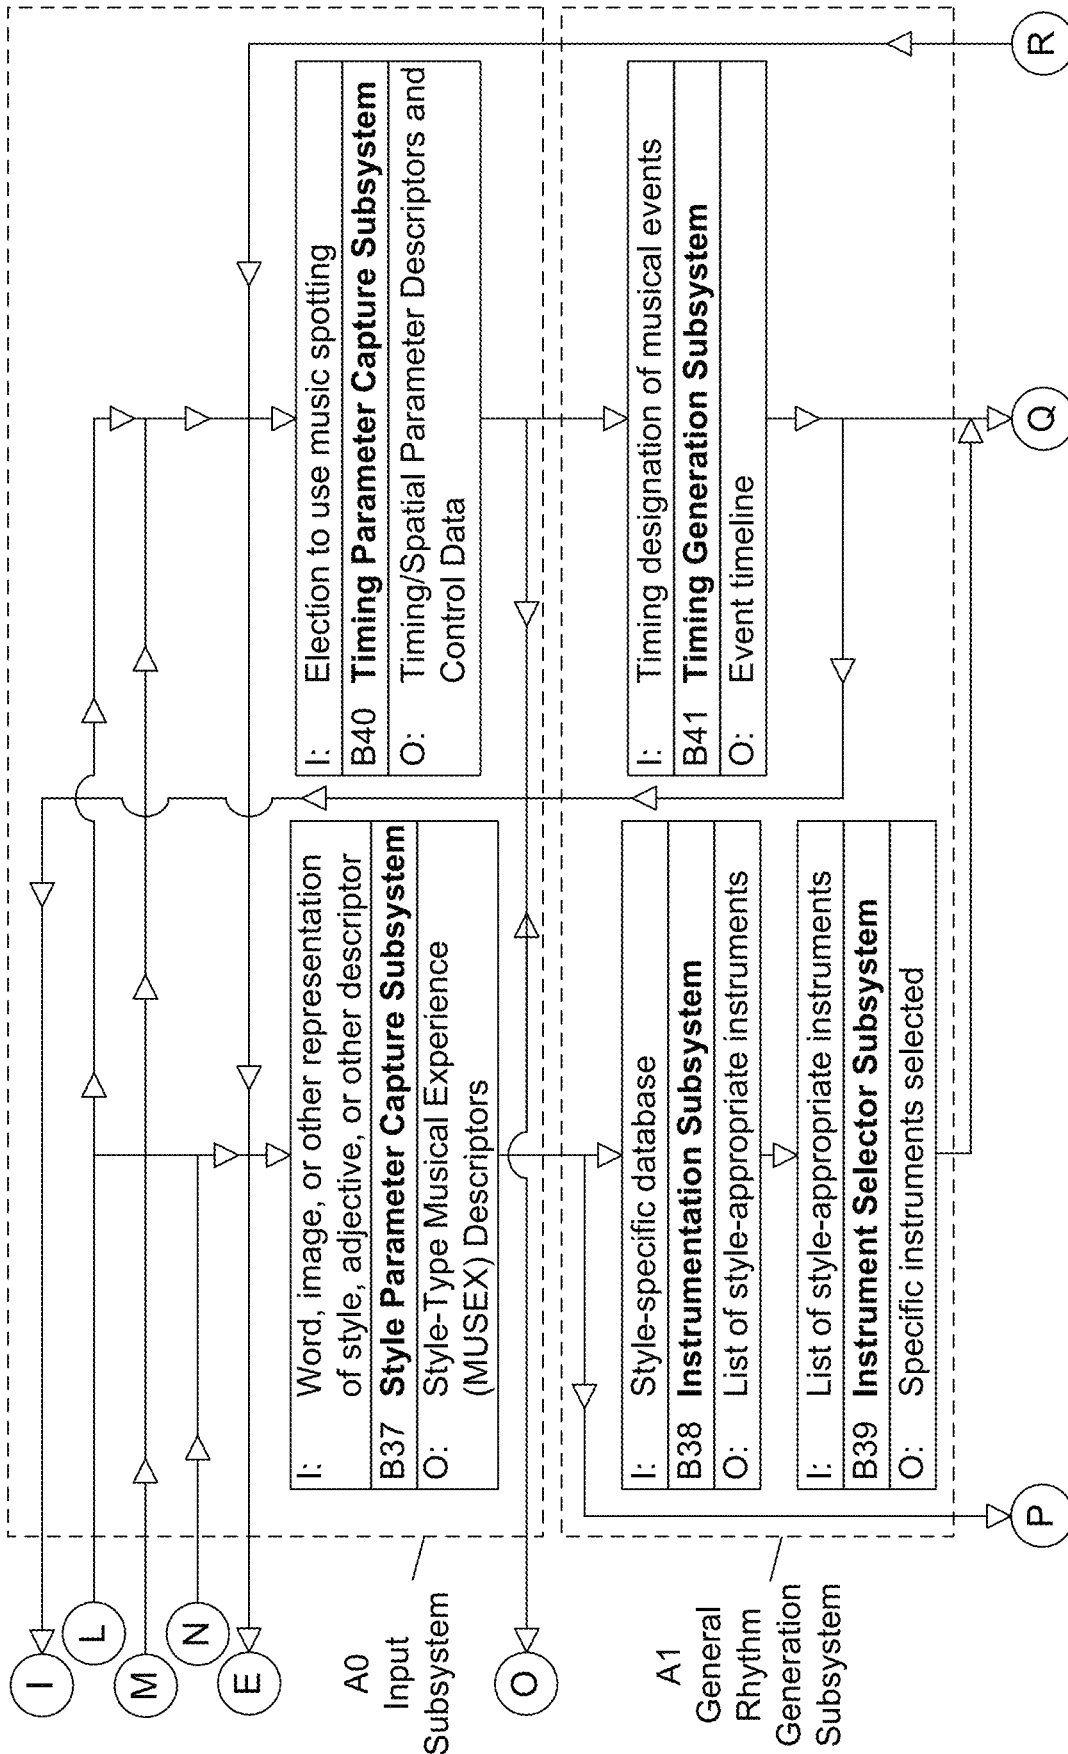 I
L
M
N
E
A0
Input
Subsystem
I: Word, image, or other representation
of style, adjective, or other descriptor
B37 Style Parameter Capture Subsystem
O: Style-Type Musical Experience
(MUSEX) Descriptors
I: Election to use music spotting
B40 Timing Parameter Capture Subsystem
O: Timing/Spatial Parameter Descriptors and
Control Data
O
A1
General
Rhythm
Generation
Subsystem
I: Style-specific database
B38 Instrumentation Subsystem
O: List of style-appropriate instruments
I: List of style-appropriate instruments
B39 Instrument Selector Subsystem
O: Specific instruments selected
I: Timing designation of musical events
B41 Timing Generation Subsystem
O: Event timeline
P
Q
R